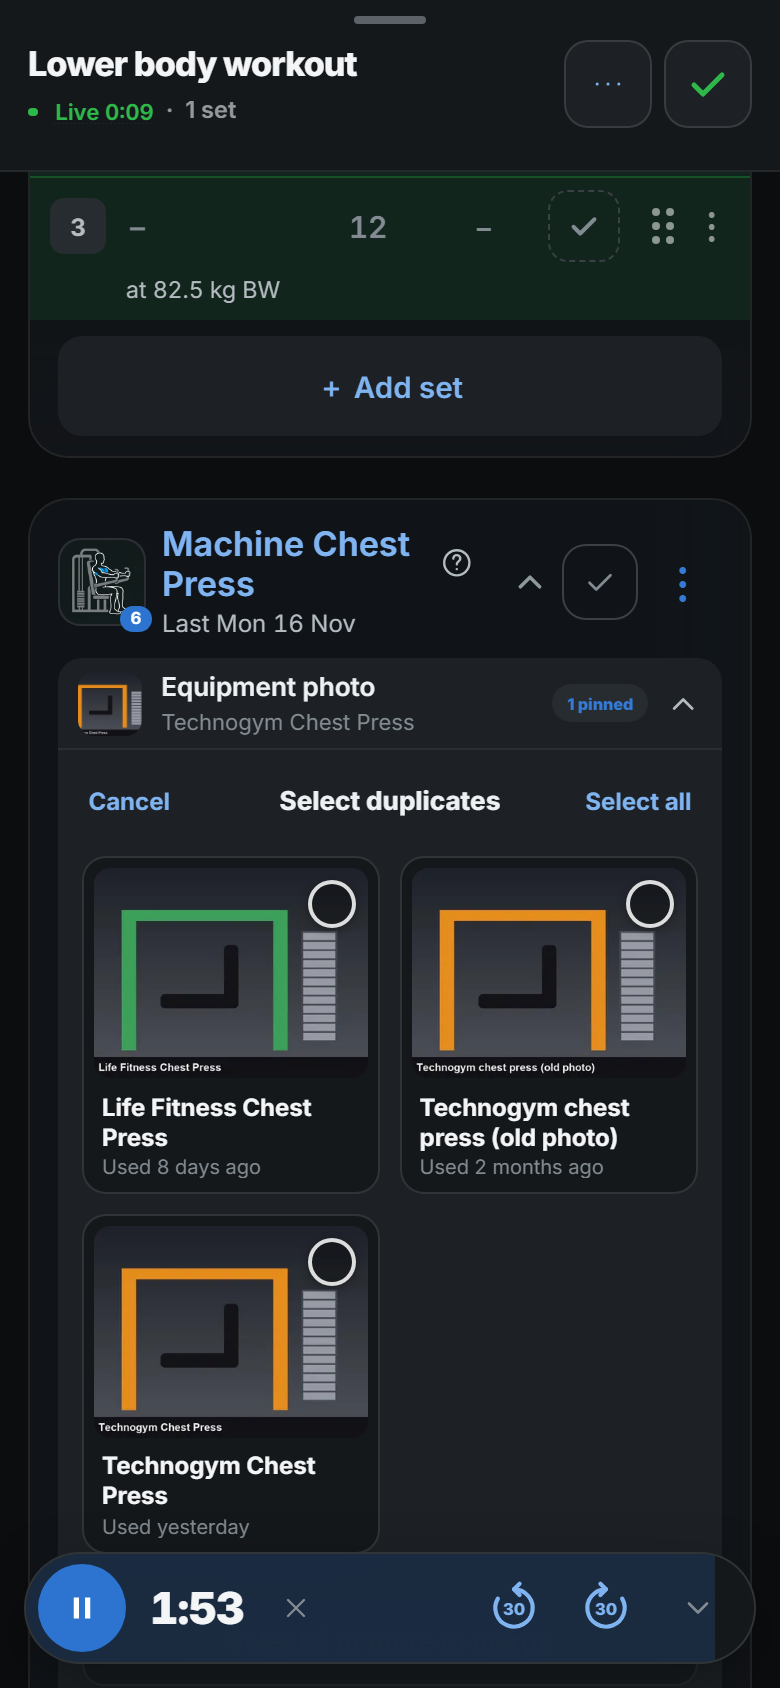 Lower body workout
Live 0:09 · 1 set
...
3 – 12 –
at 82.5 kg BW
+ Add set
Machine Chest
Press
?
6
Last Mon 16 Nov
Equipment photo
Technogym Chest Press
1 pinned
Cancel
Select duplicates
Select all
Life Fitness Chest Press
Life Fitness Chest
Press
Used 8 days ago
Technogym chest press (old photo)
Technogym chest
press (old photo)
Used 2 months ago
Technogym Chest Press
Technogym Chest
Press
Used yesterday
1:53
30
30